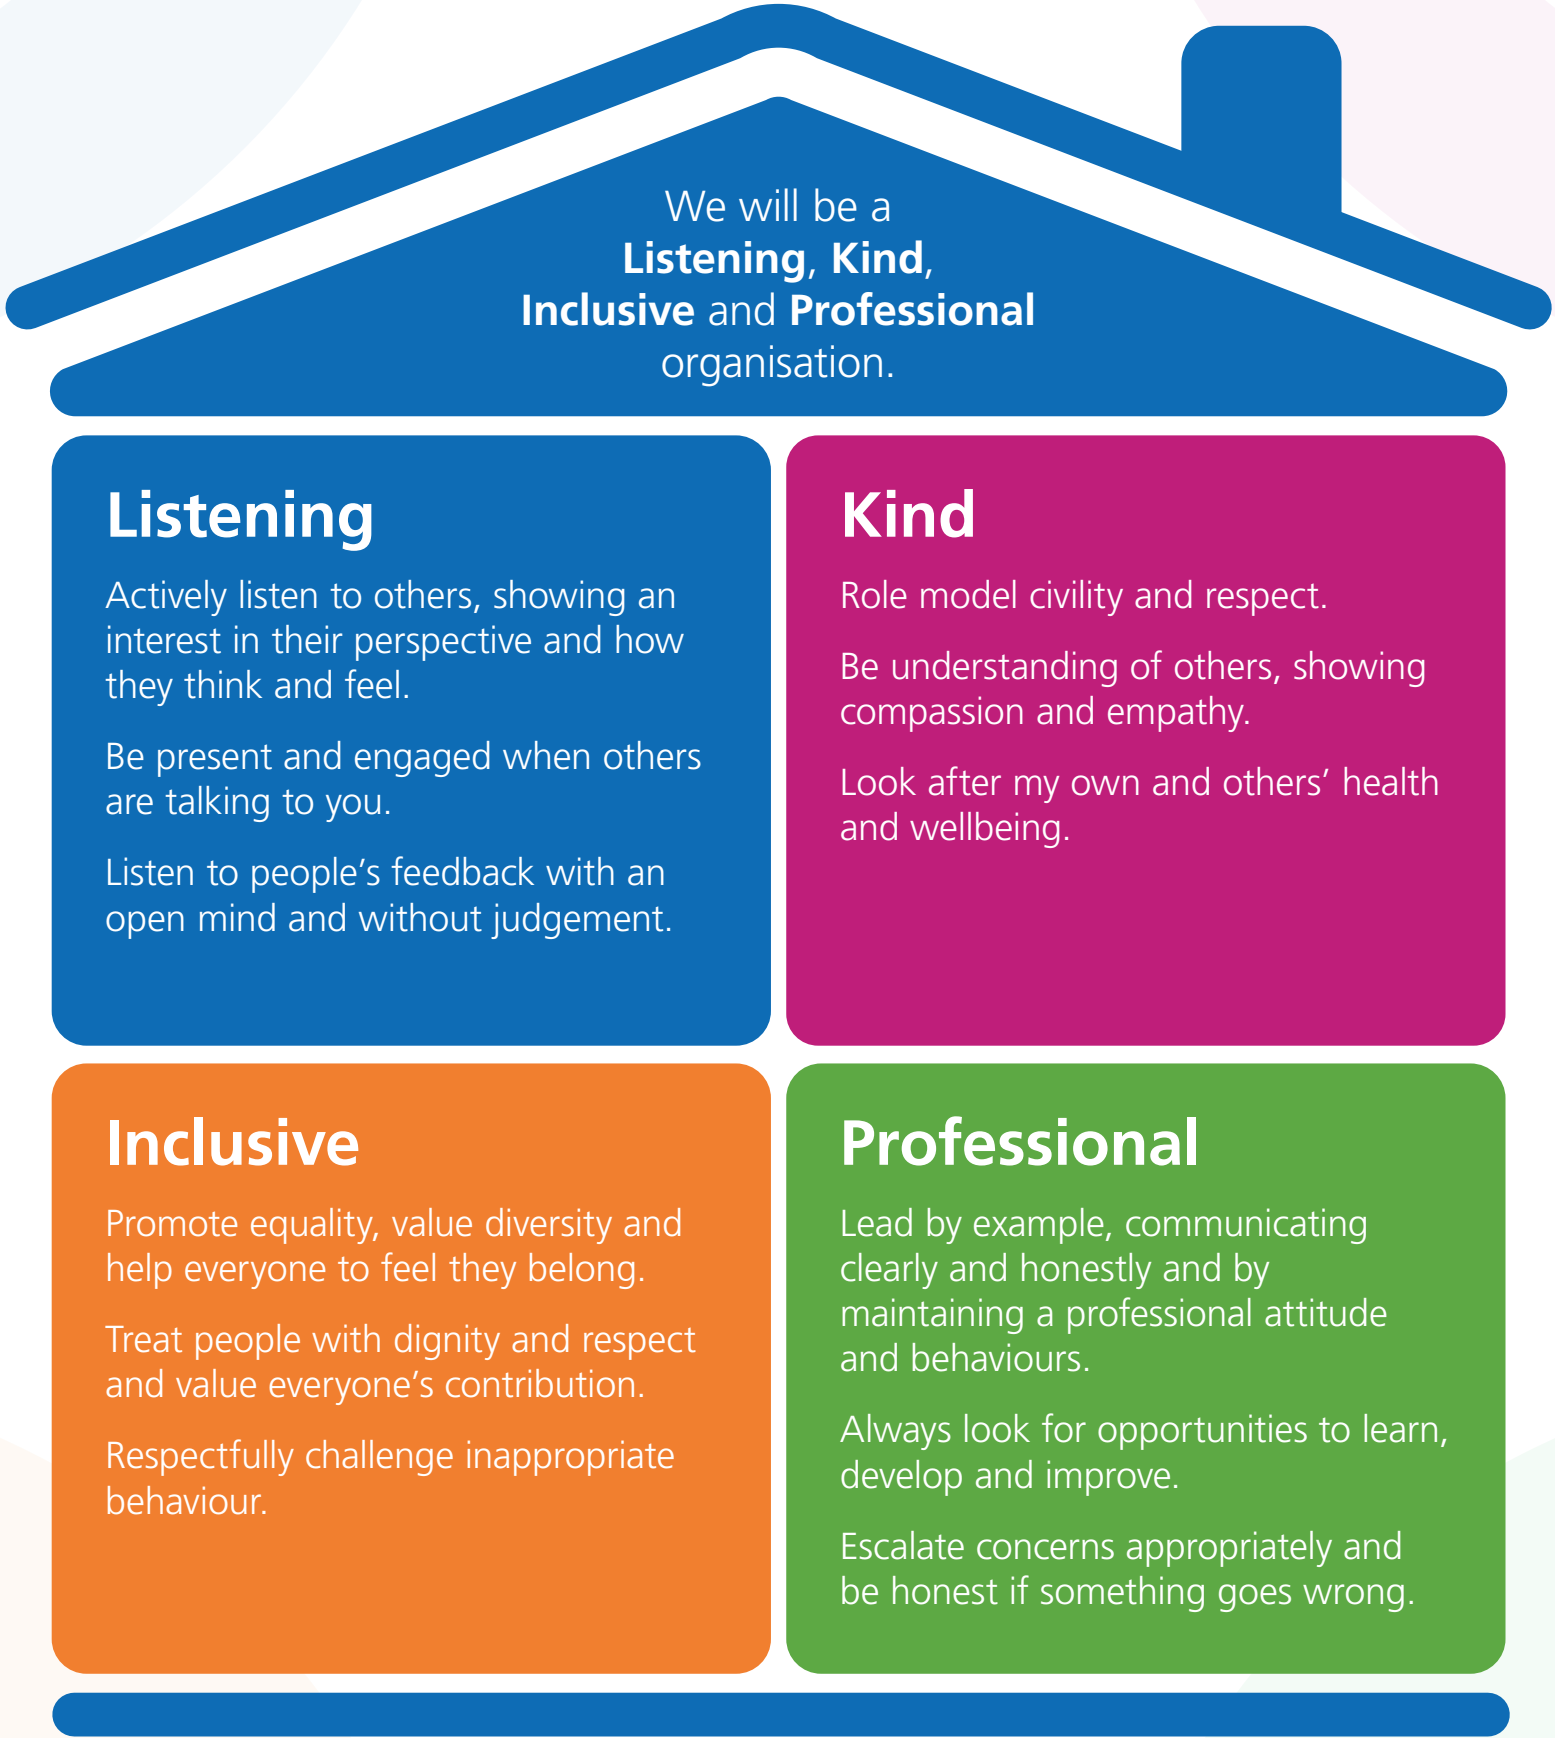 We will be a
Listening, Kind,
Inclusive and Professional
organisation.
Listening
Actively listen to others, showing an
interest in their perspective and how
they think and feel.
Be present and engaged when others
are talking to you.
Listen to people’s feedback with an
open mind and without judgement.
Kind
Role model civility and respect.
Be understanding of others, showing
compassion and empathy.
Look after my own and others’ health
and wellbeing.
Inclusive
Promote equality, value diversity and
help everyone to feel they belong.
Treat people with dignity and respect
and value everyone’s contribution.
Respectfully challenge inappropriate
behaviour.
Professional
Lead by example, communicating
clearly and honestly and by
maintaining a professional attitude
and behaviours.
Always look for opportunities to learn,
develop and improve.
Escalate concerns appropriately and
be honest if something goes wrong.